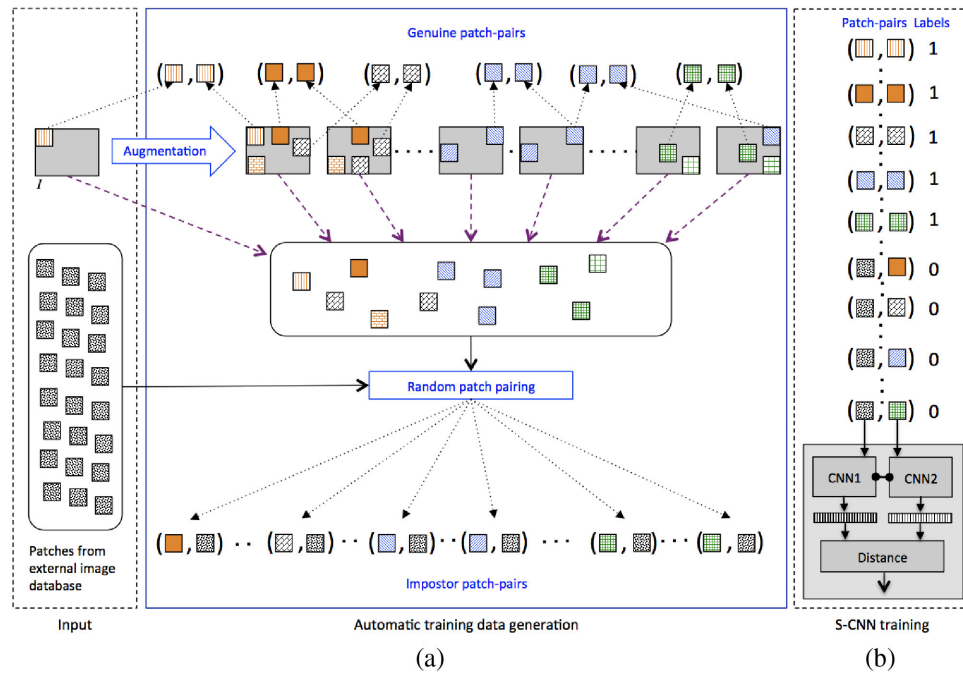 Genuine patch-pairs
Patch-pairs Labels
( , ) ( , ) ( , ) ( , ) ( , ) ( , )
( , ) 1
( , ) 1
( , ) 1
( , ) 1
( , ) 1
( , ) 0
( , ) 0
( , ) 0
( , ) 0
I
Augmentation
Random patch pairing
Patches from
external image
database
( , ) ( , ) ( , ) ( , ) ( , ) ( , )
Impostor patch-pairs
CNN1
CNN2
Distance
Input
Automatic training data generation
S-CNN training
(a)
(b)